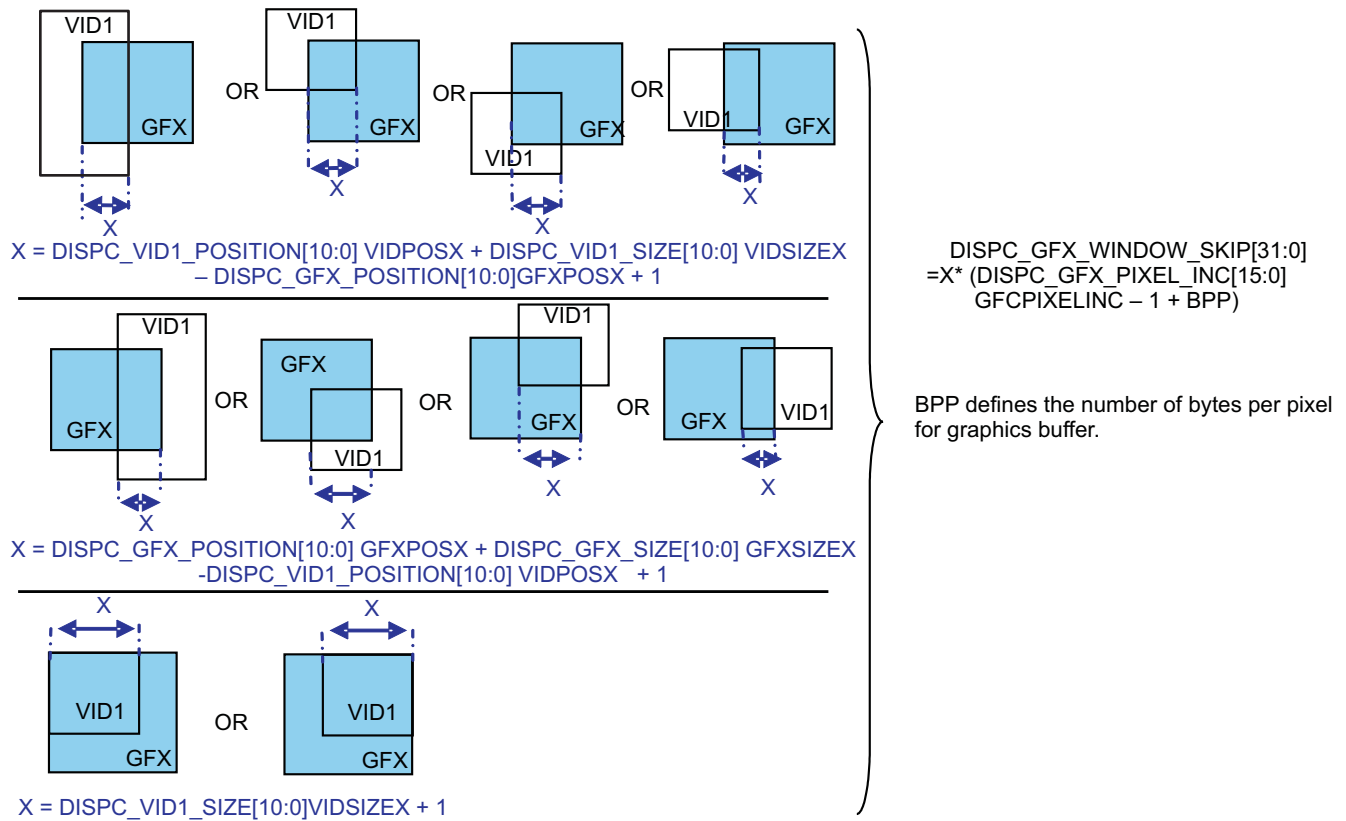 VID1
GFX
X
OR
VID1
GFX
X
OR
GFX
VID1
X
OR
VID1
GFX
X
X = DISPC_VID1_POSITION[10:0] VIDPOSX + DISPC_VID1_SIZE[10:0] VIDSIZEX
– DISPC_GFX_POSITION[10:0]GFXPOSX + 1
VID1
GFX
X
OR
GFX
VID1
X
OR
VID1
GFX
X
OR
GFX
VID1
X
X = DISPC_GFX_POSITION[10:0] GFXPOSX + DISPC_GFX_SIZE[10:0] GFXSIZEX
-DISPC_VID1_POSITION[10:0] VIDPOSX + 1
X
VID1
GFX
OR
X
VID1
GFX
X = DISPC_VID1_SIZE[10:0]VIDSIZEX + 1
DISPC_GFX_WINDOW_SKIP[31:0]
=X* (DISPC_GFX_PIXEL_INC[15:0]
GFCPIXELINC – 1 + BPP)
BPP defines the number of bytes per pixel
for graphics buffer.